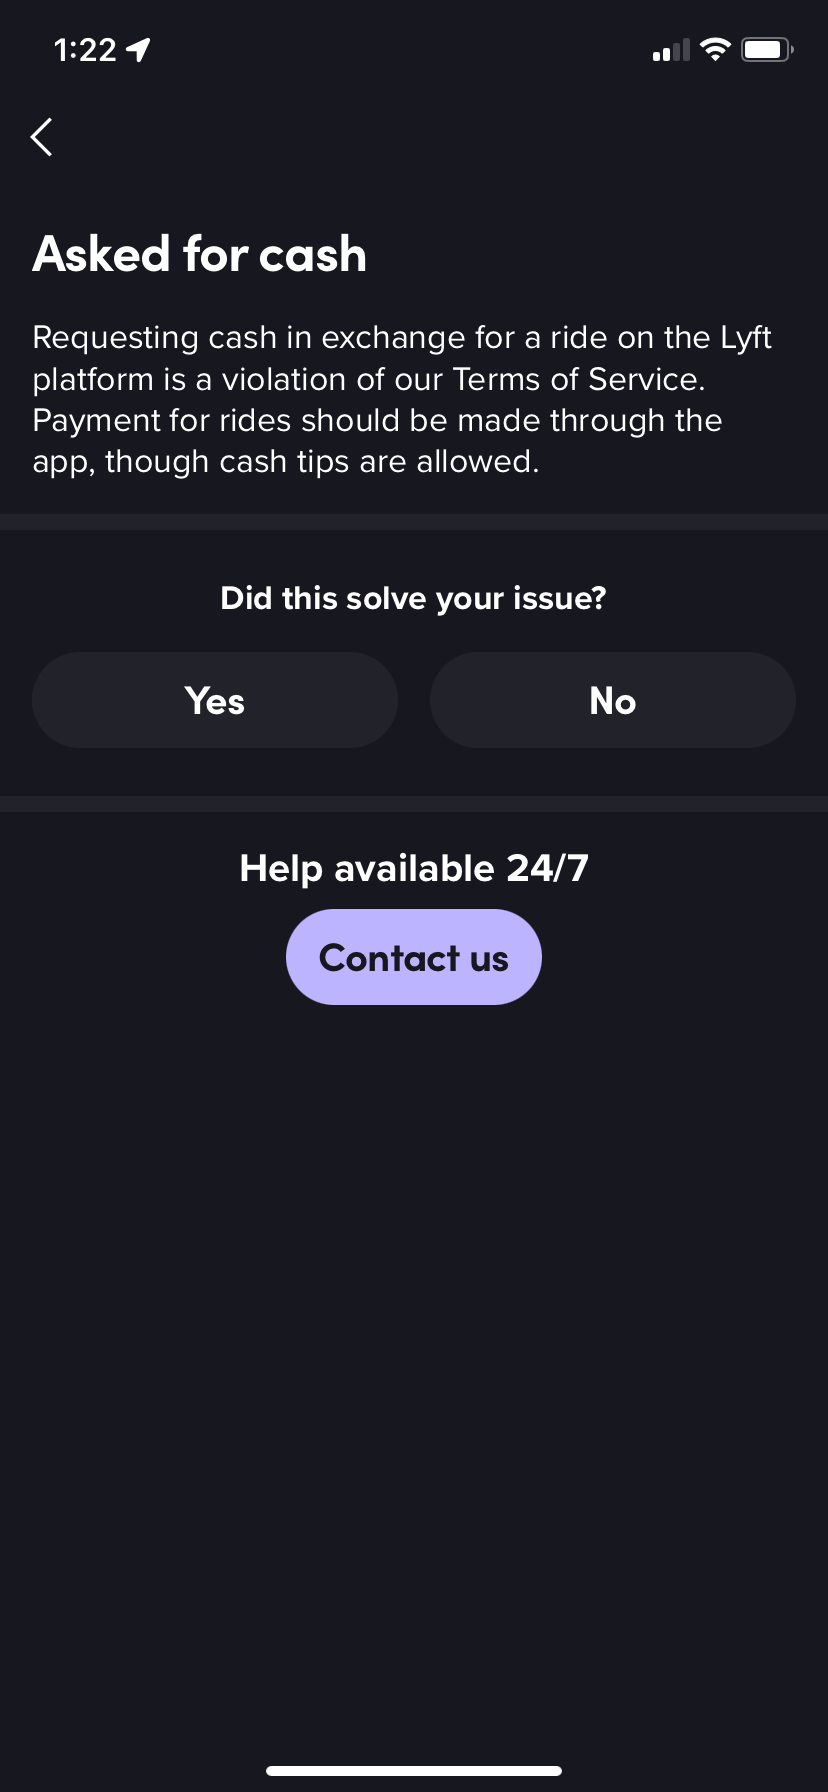 1:22
Asked for cash
Requesting cash in exchange for a ride on the Lyft
platform is a violation of our Terms of Service.
Payment for rides should be made through the
app, though cash tips are allowed.
Did this solve your issue?
Yes No
Help available 24/7
Contact us